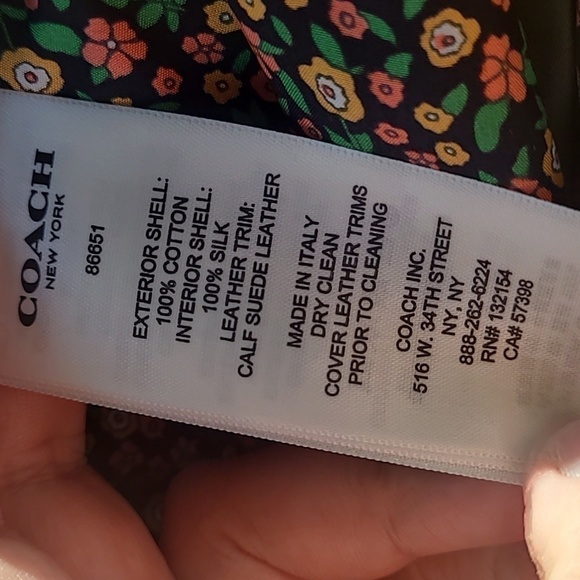 COACH
NEW YORK
86651
EXTERIOR SHELL:
100% COTTON
INTERIOR SHELL:
100% SILK
LEATHER TRIM:
CALF SUEDE LEATHER
MADE IN ITALY
DRY CLEAN
COVER LEATHER TRIMS
PRIOR TO CLEANING
COACH INC.
516 W. 34TH STREET
NY, NY
888-262-6224
RN# 132154
CA# 57398